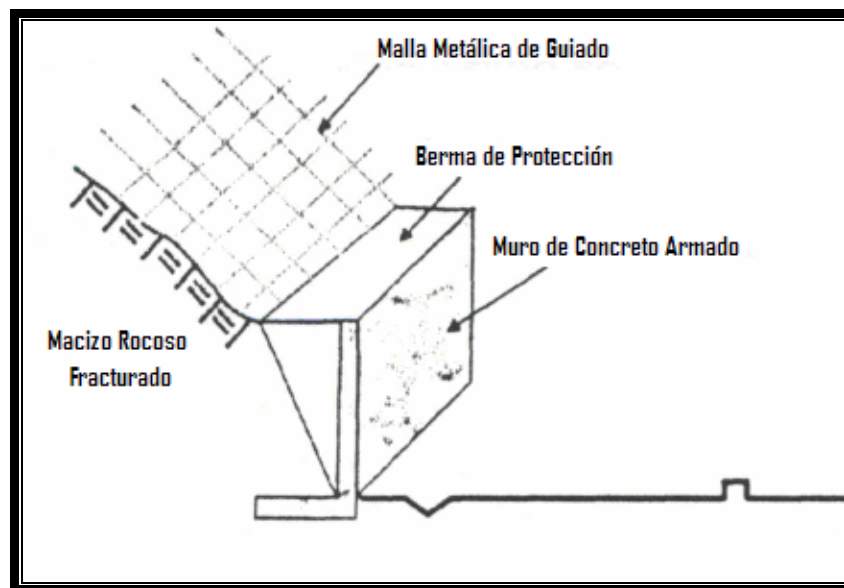 Malla Metálica de Guiado
Berma de Protección
Muro de Concreto Armado
Macizo Rocoso
Fracturado